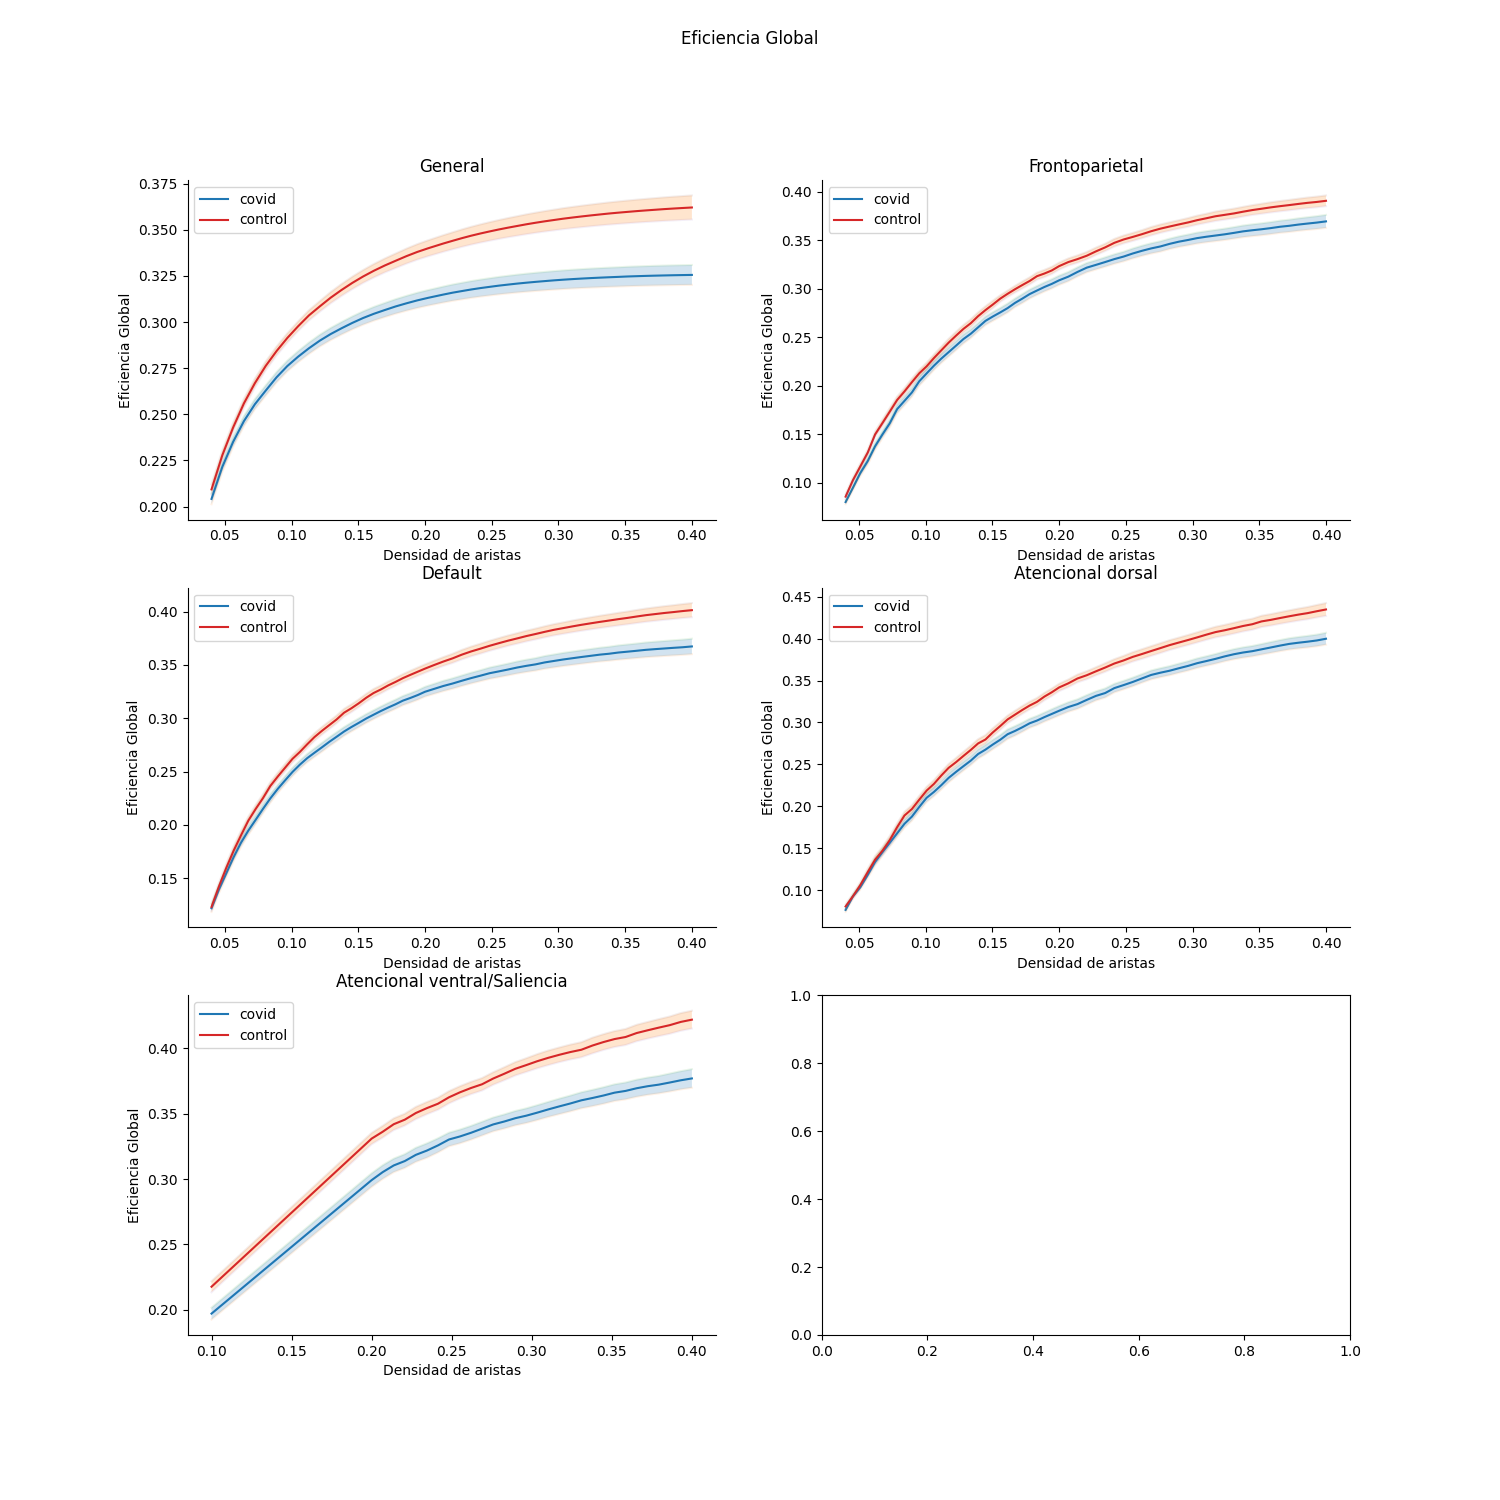 Eficiencia Global
General
covid
control
0.375
0.350
0.325
0.300
0.275
0.250
0.225
0.200
Eficiencia Global
0.05 0.10 0.15 0.20 0.25 0.30 0.35 0.40
Densidad de aristas
Frontoparietal
covid
control
0.40
0.35
0.30
0.25
0.20
0.15
0.10
Eficiencia Global
0.05 0.10 0.15 0.20 0.25 0.30 0.35 0.40
Densidad de aristas
Default
covid
control
0.40
0.35
0.30
0.25
0.20
0.15
Eficiencia Global
0.05 0.10 0.15 0.20 0.25 0.30 0.35 0.40
Densidad de aristas
Atencional dorsal
covid
control
0.45
0.40
0.35
0.30
0.25
0.20
0.15
0.10
Eficiencia Global
0.05 0.10 0.15 0.20 0.25 0.30 0.35 0.40
Densidad de aristas
Atencional ventral/Saliencia
covid
control
0.40
0.35
0.30
0.25
0.20
Eficiencia Global
0.10 0.15 0.20 0.25 0.30 0.35 0.40
Densidad de aristas
1.0
0.8
0.6
0.4
0.2
0.0
0.0 0.2 0.4 0.6 0.8 1.0